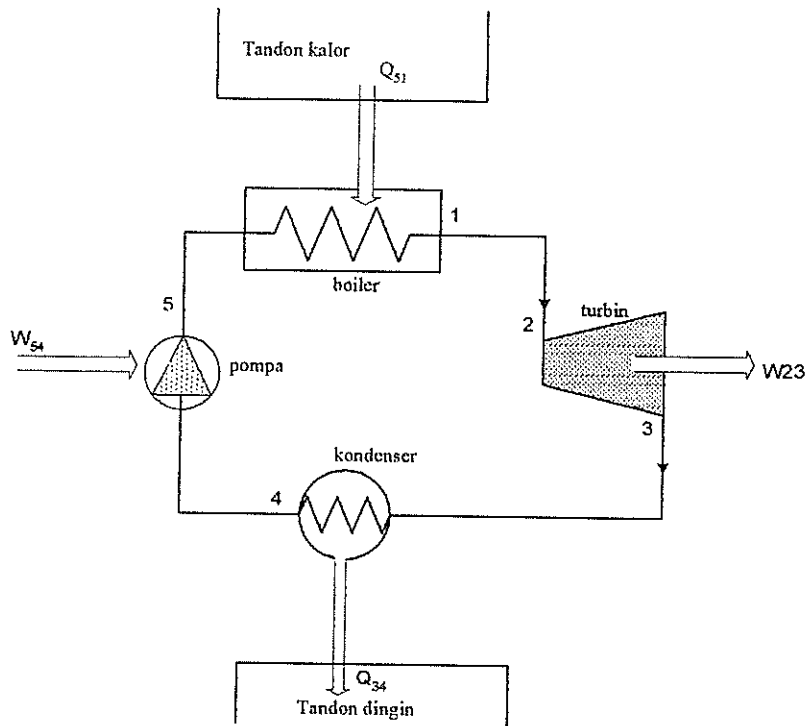 Tandon kalor
Q51
1
boiler
5
turbin
2
W54
pompa
W23
3
kondenser
4
Q34
Tandon dingin